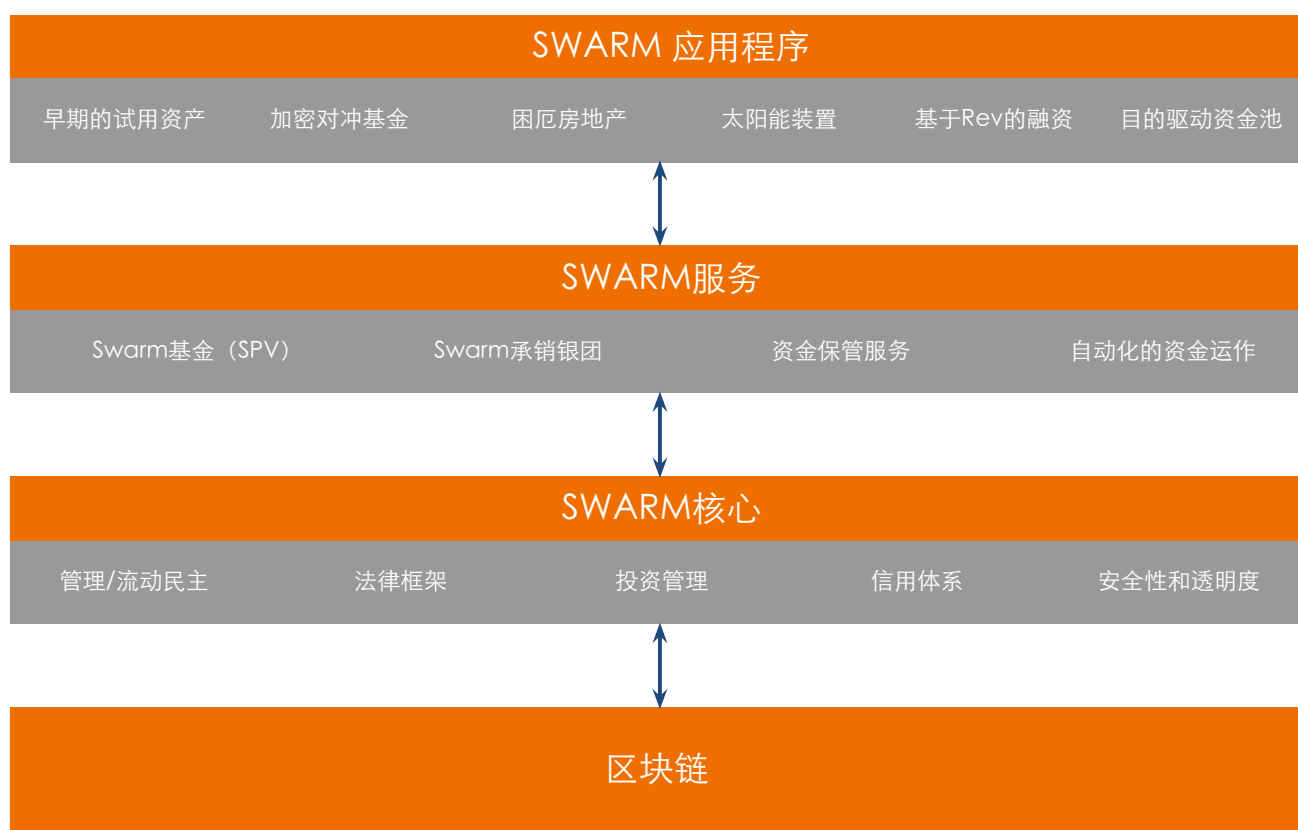 SWARM 应用程序
早期的试用资产 加密对冲基金 困厄房地产 太阳能装置 基于Rev的融资 目的驱动资金池
SWARM服务
Swarm基金（SPV） Swarm承销银团 资金保管服务 自动化的资金运作
SWARM核心
管理/流动民主 法律框架 投资管理 信用体系 安全性和透明度
区块链